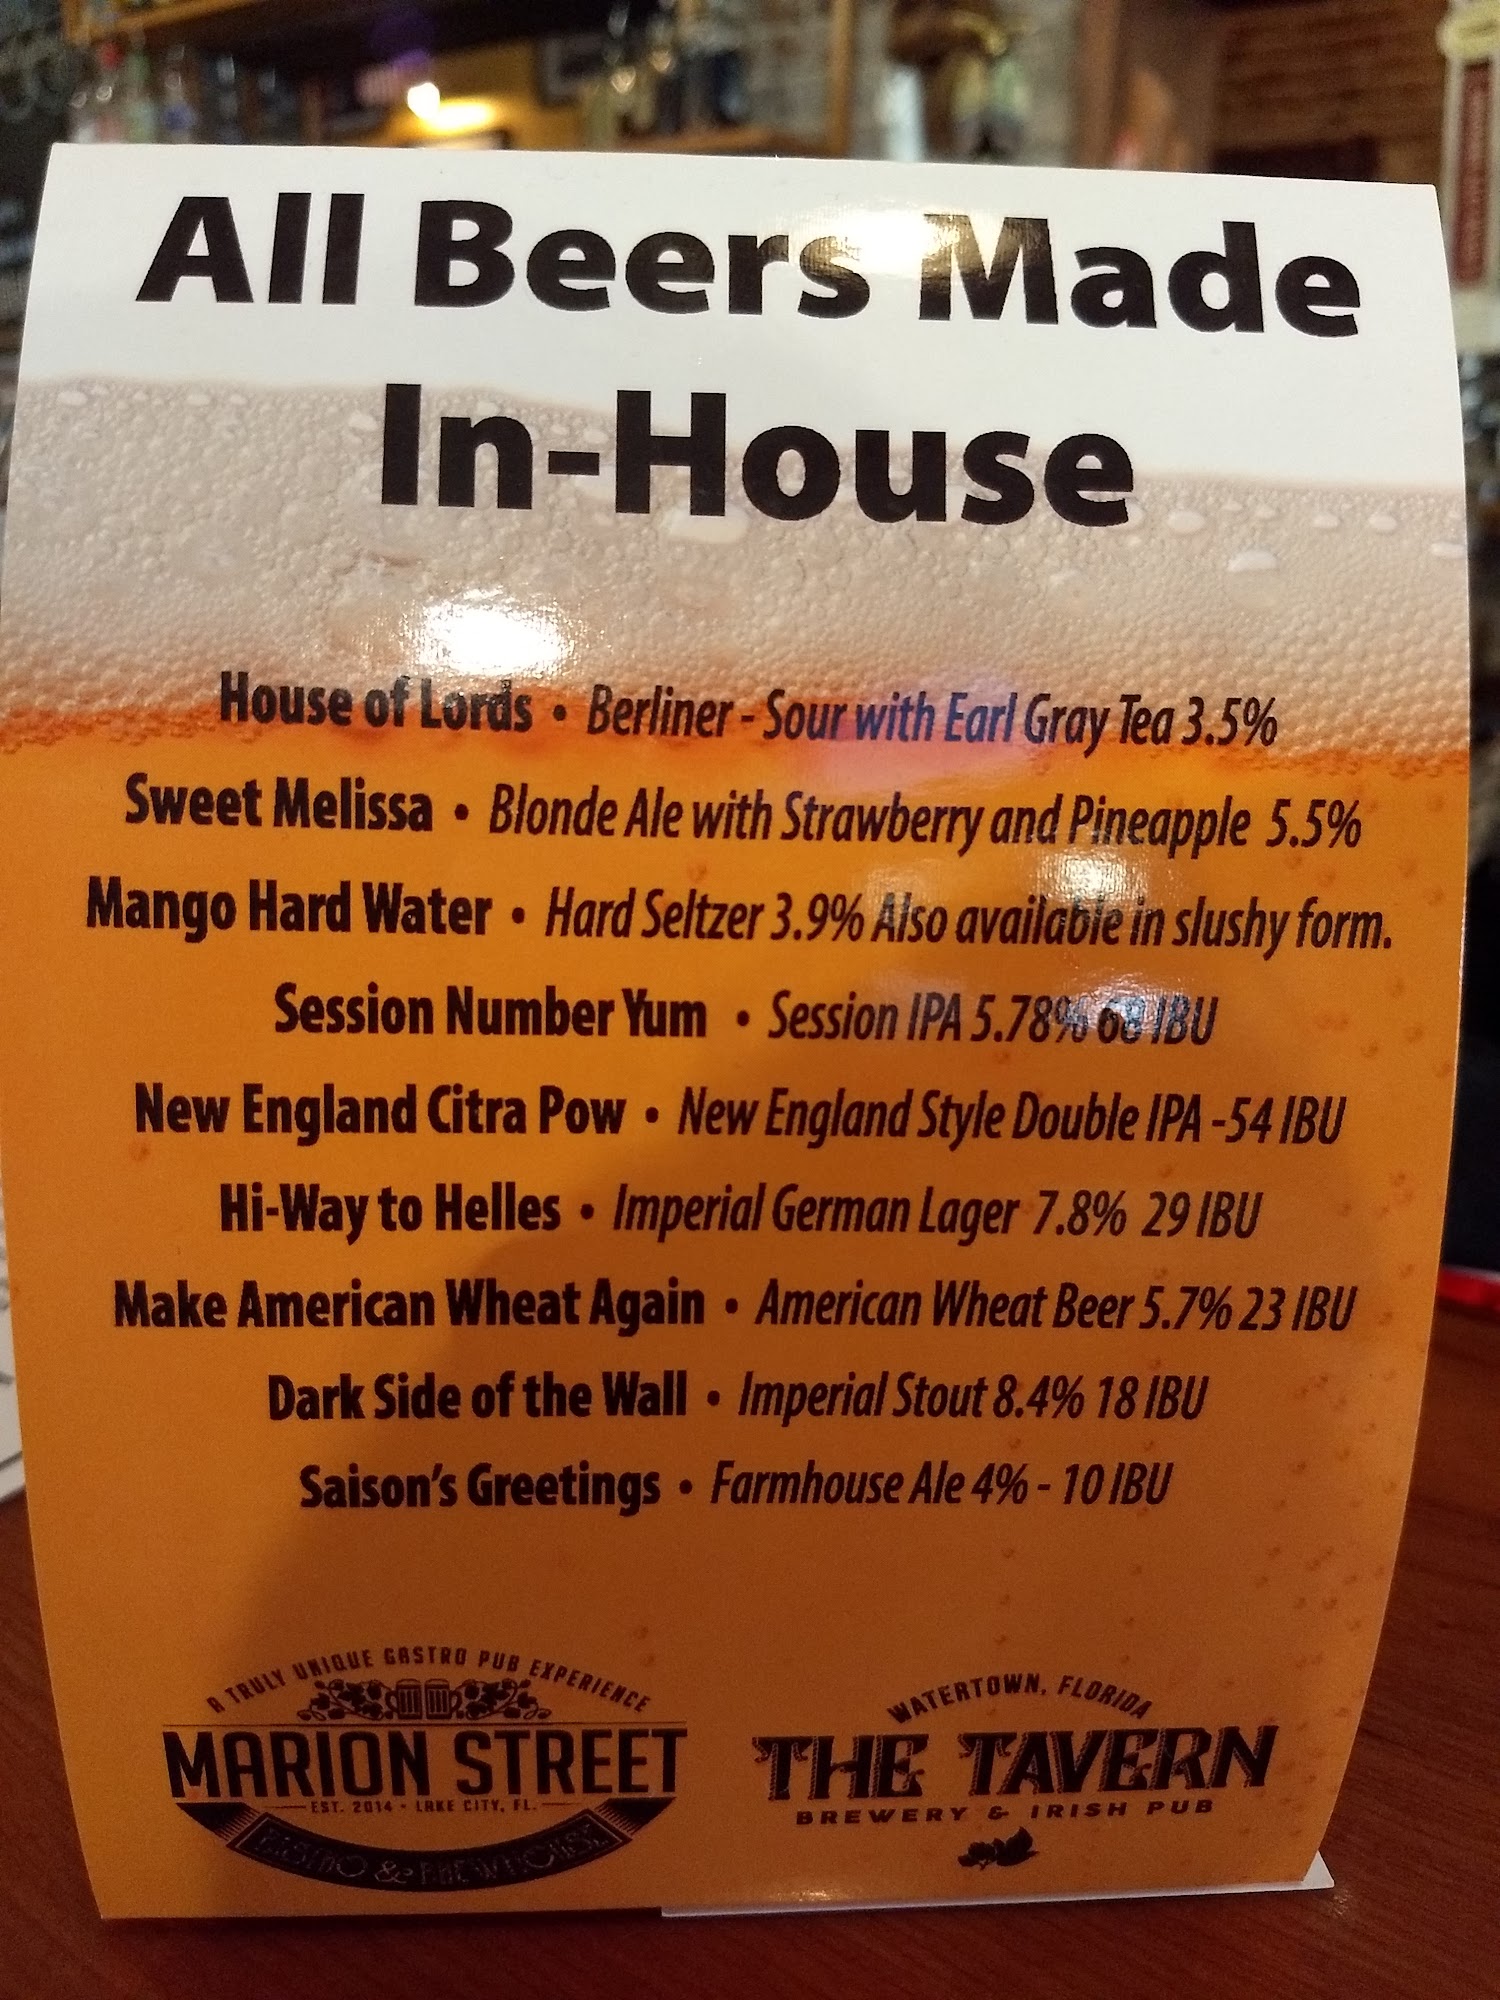 All Beers Made
In-House
House of Lords • Berliner - Sour with Earl Gray Tea 3.5%
Sweet Melissa • Blonde Ale with Strawberry and Pineapple 5.5%
Mango Hard Water • Hard Seltzer 3.9% Also available in slushy form.
Session Number Yum • Session IPA 5.78% 68 IBU
New England Citra Pow • New England Style Double IPA -54 IBU
Hi-Way to Helles • Imperial German Lager 7.8% 29 IBU
Make American Wheat Again • American Wheat Beer 5.7% 23 IBU
Dark Side of the Wall • Imperial Stout 8.4% 18 IBU
Saison's Greetings • Farmhouse Ale 4% - 10 IBU
A TRULY UNIQUE GASTRO PUB EXPERIENCE
MARION STREET
EST. 2014 - LAKE CITY, FL.
BISTRO & BREWHOUSE
WATERTOWN, FLORIDA
THE TAVERN
BREWERY & IRISH PUB